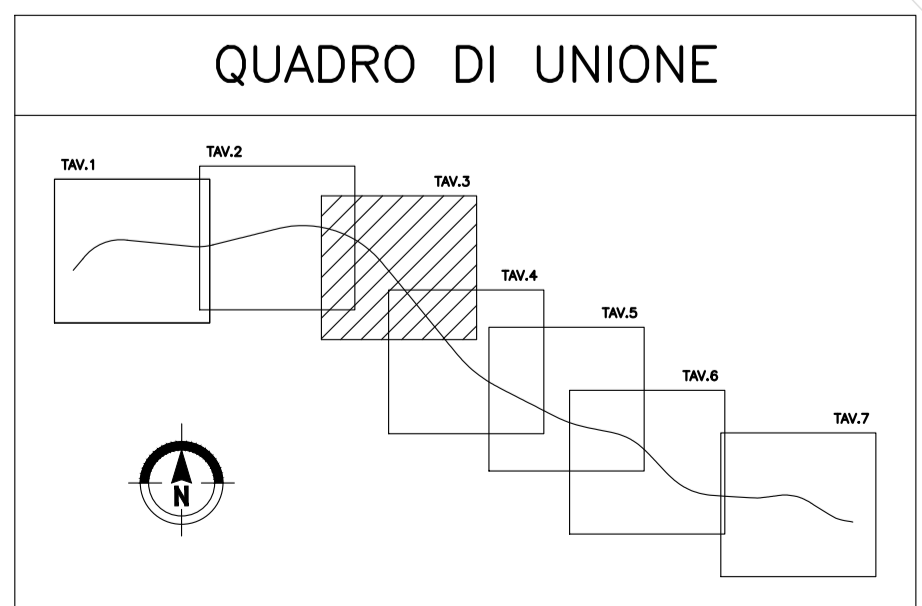 QUADRO DI UNIONE
TAV.1
TAV.2
TAV.3
TAV.4
TAV.5
TAV.6
TAV.7
N